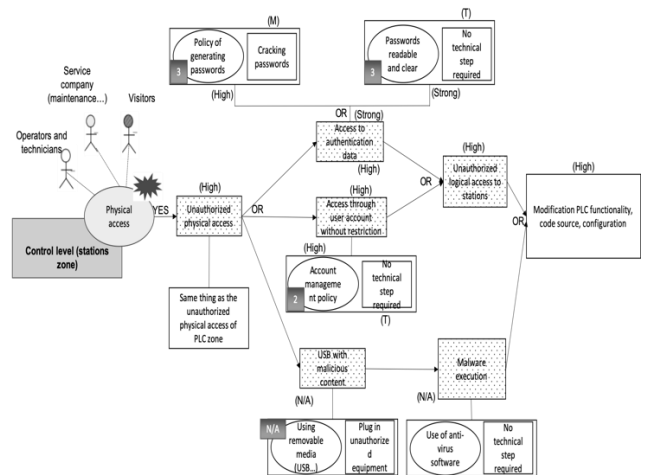 (M)
(T)
Policy of
generating
passwords
3
Cracking
passwords
Passwords
readable
and clear
3
No
technical
step
required
(High)
(Strong)
Service
company
(maintenance...)
Visitors
Operators and
technicians
OR
(Strong)
Access to
authentication
data
(High)
(High)
Physical
access
YES
(High)
Unauthorized
physical access
OR
(High)
Access through
user account
without restriction
OR
(High)
Unauthorized
logical access to
stations
OR
(High)
Modification PLC functionality,
code source, configuration
Control level (stations
zone)
Same thing as the
unauthorized
physical access of
PLC zone
(High)
Account
manageme
nt policy
2
No
technical
step
required
(T)
USB with
malicious
content
(N/A)
Malware
execution
(N/A)
N/A
Using
removable
media
(USB...)
Plug in
unauthorize
d
equipment
Use of anti-
virus
software
No
technical
step
required